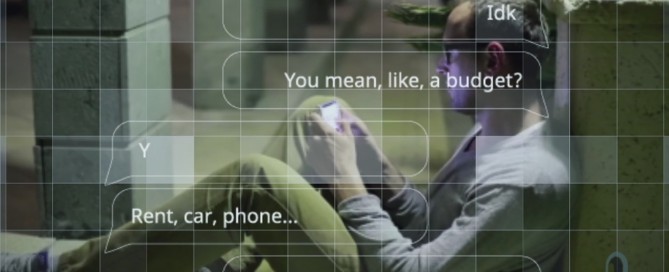 Idk
You mean, like, a budget?
Y
Rent, car, phone...